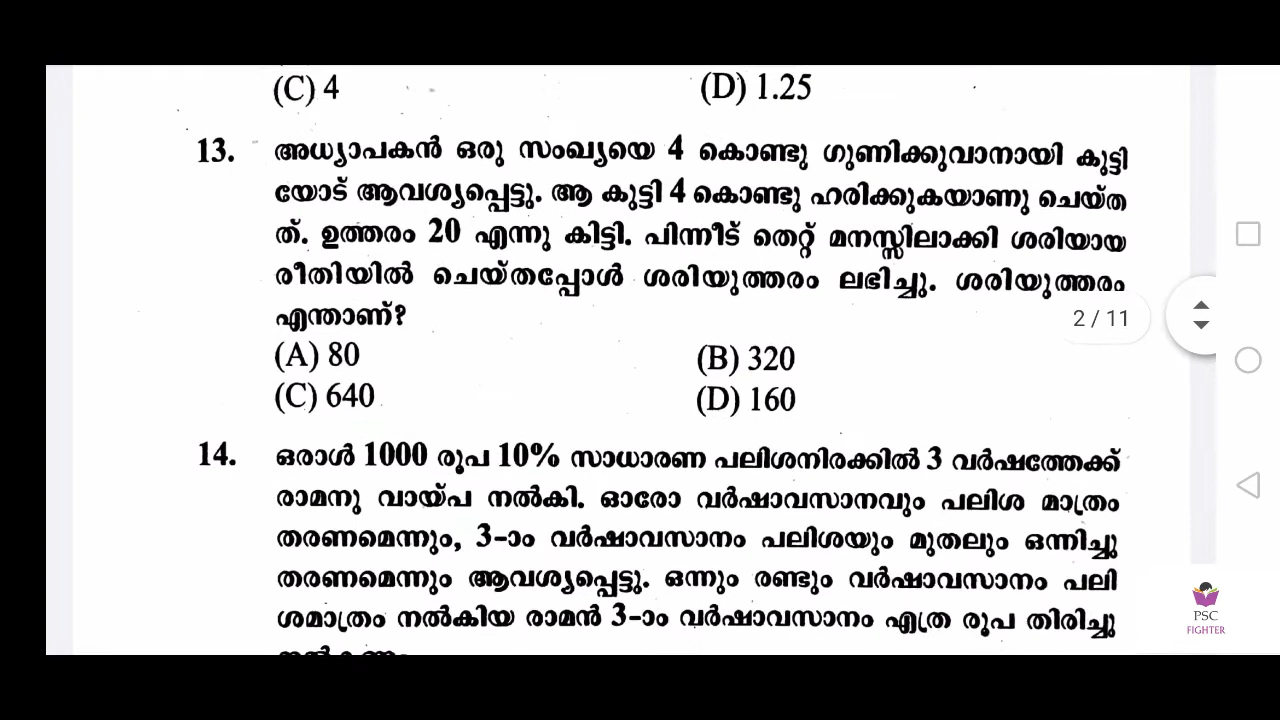 (C) 4 (D) 1.25
13. അധ്യാപകൻ ഒരു സംഖ്യയെ 4 കൊണ്ടു ഗുണിക്കുവാനായി കുട്ടി
യോട് ആവശ്യപ്പെട്ടു. ആ കുട്ടി 4 കൊണ്ടു ഹരിക്കുകയാണു ചെയ്ത
ത്. ഉത്തരം 20 എന്നു കിട്ടി. പിന്നീട് തെറ്റ് മനസ്സിലാക്കി ശരിയായ
രീതിയിൽ ചെയ്തപ്പോൾ ശരിയുത്തരം ലഭിച്ചു. ശരിയുത്തരം
എന്താണ്?
2 / 11
(A) 80 (B) 320
(C) 640 (D) 160
14. ഒരാൾ 1000 രൂപ 10% സാധാരണ പലിശനിരക്കിൽ 3 വർഷത്തേക്ക്
രാമനു വായ്പ നൽകി. ഓരോ വർഷാവസാനവും പലിശ മാത്രം
തരണമെന്നും, 3-ാം വർഷാവസാനം പലിശയും മുതലും ഒന്നിച്ചു
തരണമെന്നും ആവശ്യപ്പെട്ടു. ഒന്നും രണ്ടും വർഷാവസാനം പലി
ശമാത്രം നൽകിയ രാമൻ 3-ാം വർഷാവസാനം എത്ര രൂപ തിരിച്ചു
PSC
FIGHTER